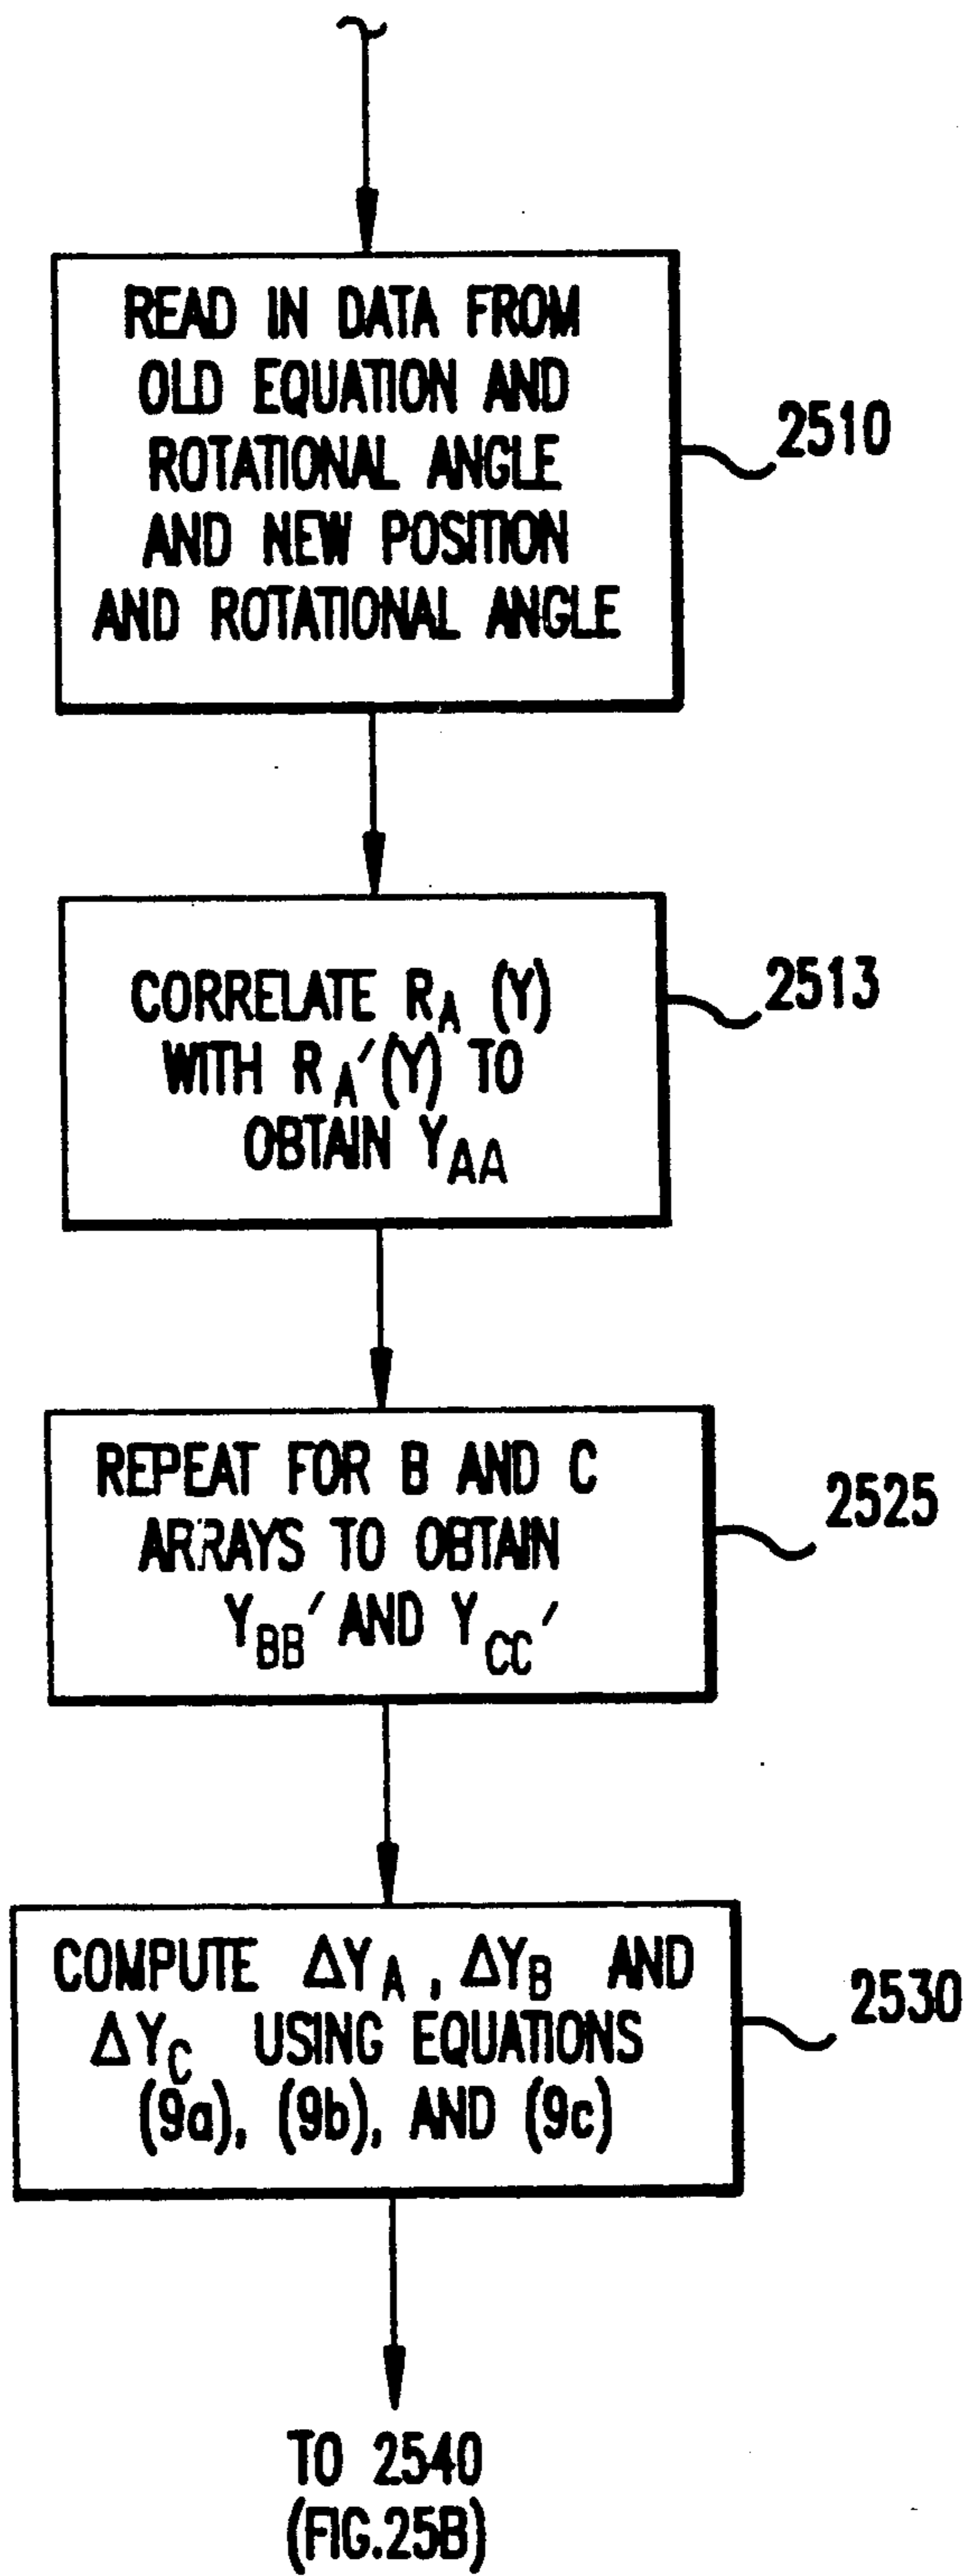 READ IN DATA FROM
OLD EQUATION AND
ROTATIONAL ANGLE
AND NEW POSITION
AND ROTATIONAL ANGLE
2510
CORRELATE R_A (Y)
WITH R_A'(Y) TO
OBTAIN Y_AA
2513
REPEAT FOR B AND C
ARRAYS TO OBTAIN
Y_BB' AND Y_CC'
2525
COMPUTE ΔY_A, ΔY_B AND
ΔY_C USING EQUATIONS
(9a), (9b), AND (9c)
2530
TO 2540
(FIG.25B)